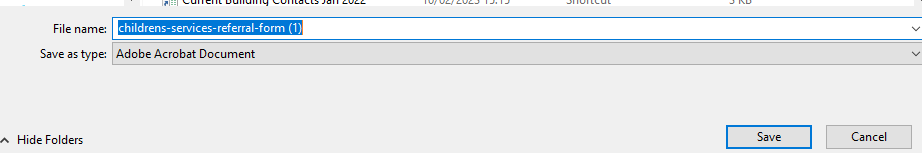 Current Building Contacts Jan 2022 10/02/2023 15:15 Shortcut 3 KB
File name: childrens-services-referral-form (1)
Save as type: Adobe Acrobat Document
Hide Folders Save Cancel